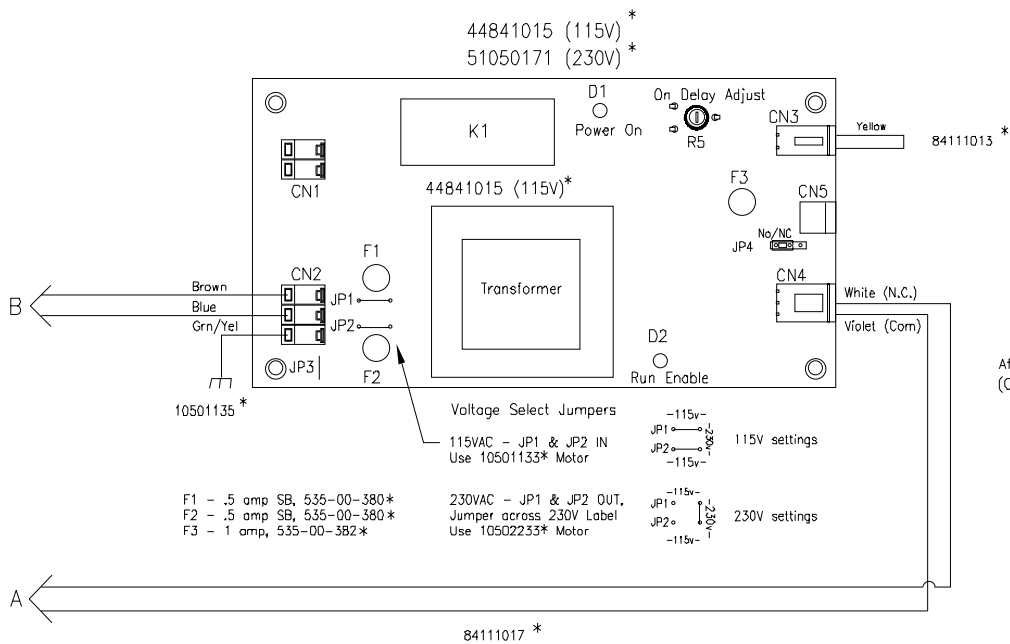 44841015 (115V) *
51050171 (230V) *
D1
Power On
On Delay Adjust
R5
K1
CN3
Yellow
84111013 *
CN1
44841015 (115V)*
F3
CN5
No/NC
JP4
F1
CN2
CN4
Brown
Transformer
JP1
White (N.C.)
B
Blue
JP2
Violet (Com)
Grn/Yel
D2
JP3
F2
Run Enable
10501135 *
Voltage Select Jumpers
115VAC - JP1 & JP2 IN
Use 10501133* Motor
-115v-
JP1
-230v-
JP2
-115v-
115V settings
F1 - .5 amp SB, 535-00-380*
F2 - .5 amp SB, 535-00-380*
F3 - 1 amp, 535-00-382*
230VAC - JP1 & JP2 OUT,
Jumper across 230V Label
Use 10502233* Motor
-115v-
JP1
-230v-
JP2
-115v-
230V settings
A
84111017 *